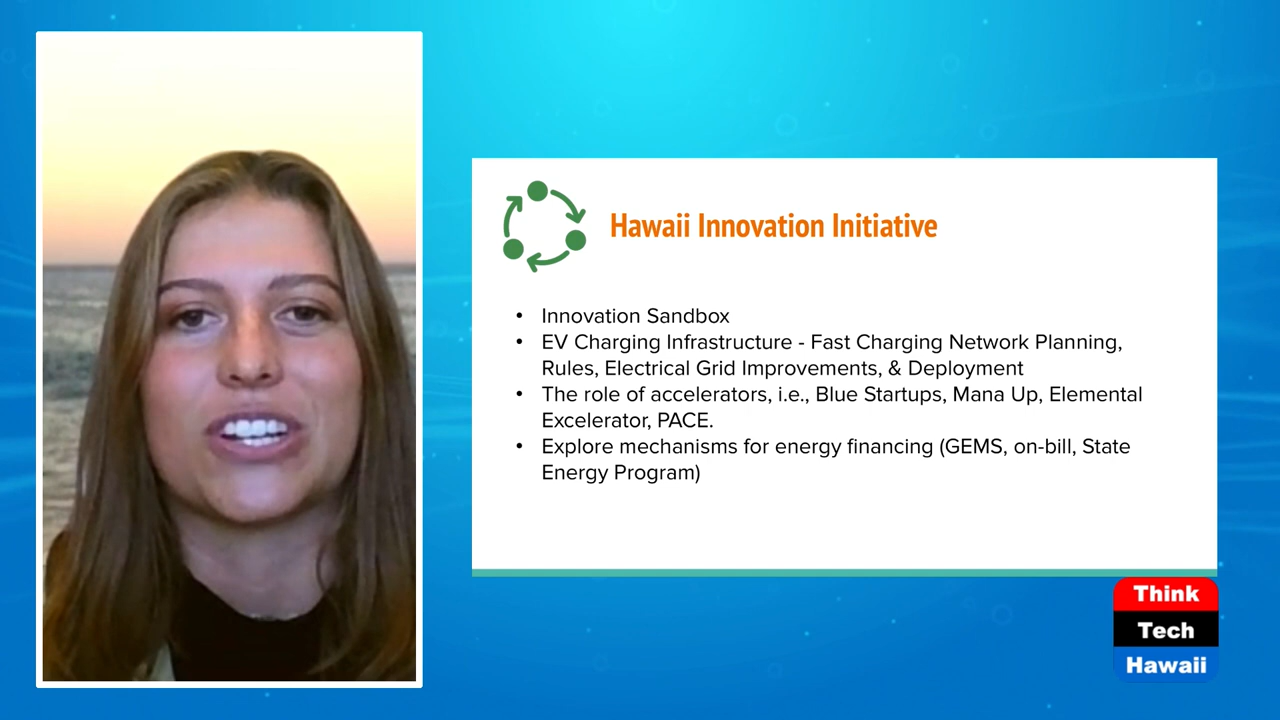 Hawaii Innovation Initiative
• Innovation Sandbox
• EV Charging Infrastructure - Fast Charging Network Planning,
Rules, Electrical Grid Improvements, & Deployment
• The role of accelerators, i.e., Blue Startups, Mana Up, Elemental
Excelerator, PACE.
• Explore mechanisms for energy financing (GEMS, on-bill, State
Energy Program)
Think
Tech
Hawaii